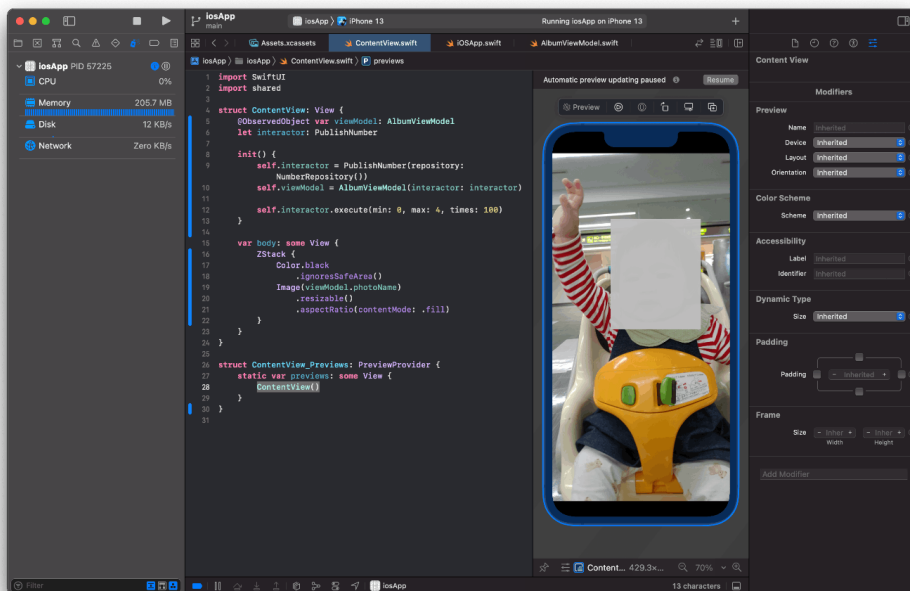 iosApp
main
iosApp 〉 iPhone 13
Running iosApp on iPhone 13
Assets.xcassets
ContentView.swift
iOSApp.swift
AlbumViewModel.swift
iosApp PID 57225
CPU
0%
Memory
205.7 MB
Disk
12 KB/s
Network
Zero KB/s
Filter
iosApp 〉 iosApp 〉 ContentView.swift 〉 P previews
1 import SwiftUI
2 import shared
3
4 struct ContentView: View {
5 @ObservedObject var viewModel: AlbumViewModel
6 let interactor: PublishNumber
7
8 init() {
9 self.interactor = PublishNumber(repository:
NumberRepository())
10 self.viewModel = AlbumViewModel(interactor: interactor)
11
12 self.interactor.execute(min: 0, max: 4, times: 100)
13 }
14
15 var body: some View {
16 ZStack {
17 Color.black
18 .ignoresSafeArea()
19 Image(viewModel.photoName)
20 .resizable()
21 .aspectRatio(contentMode: .fill)
22 }
23 }
24 }
25
26 struct ContentView_Previews: PreviewProvider {
27 static var previews: some View {
28 ContentView()
29 }
30 }
31
iosApp
Automatic preview updating paused
Resume
Preview
Content...
429.3×...
70%
13 characters
Content View
Modifiers
Preview
Name Inherited
Device Inherited
Layout Inherited
Orientation Inherited
Color Scheme
Scheme Inherited
Accessibility
Label Inherited
Identifier Inherited
Dynamic Type
Size Inherited
Padding
Padding − Inherited +
Frame
Size − Inher + − Inher +
Width Height
Add Modifier